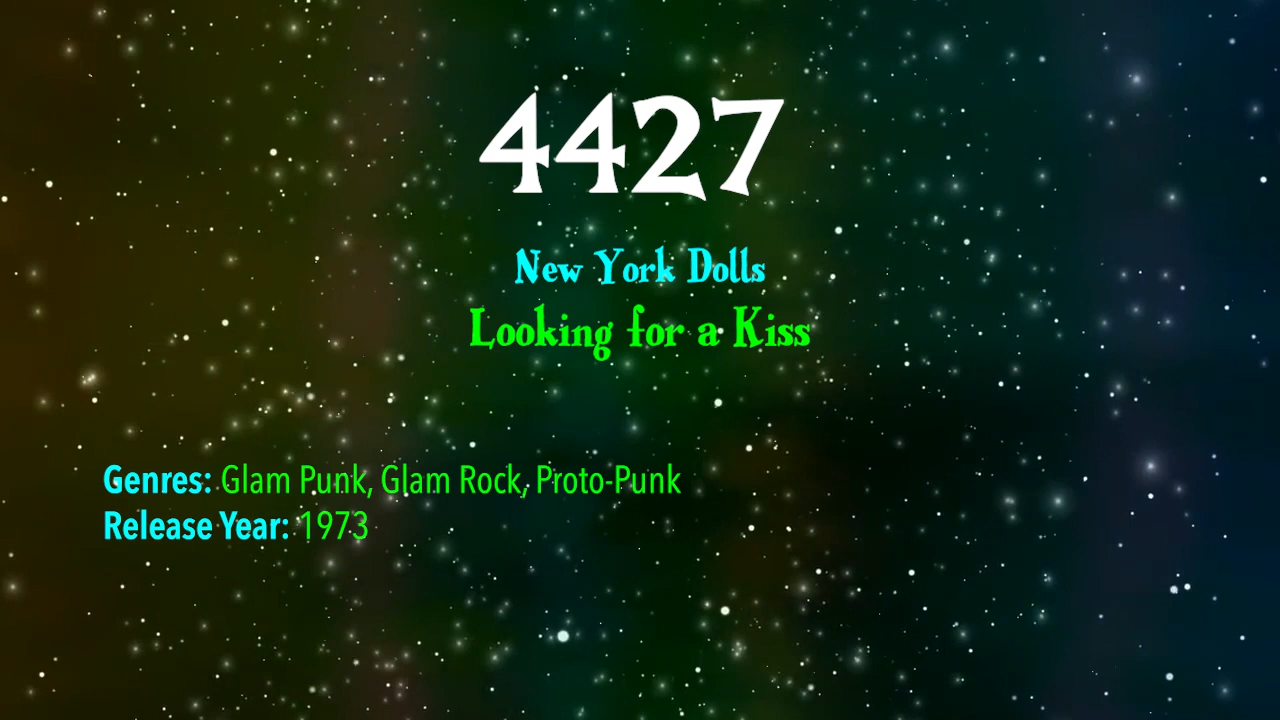 4427
New York Dolls
Looking for a Kiss
Genres: Glam Punk, Glam Rock, Proto-Punk
Release Year: 1973